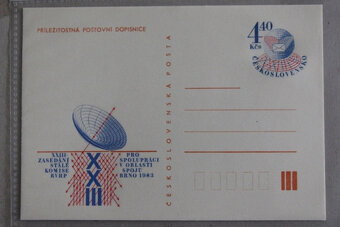 PŘÍLEŽITOSTNÁ POŠTOVNÍ DOPISNICE
4 40
Kčs
ČESKOSLOVENSKO
ČESKOSLOVENSKÁ POŠTA
XXIII
ZASEDÁNÍ
STÁLÉ
KOMISE
RVHP
XXIII
PRO
SPOLUPRÁCI
V OBLASTI
SPOJŮ
BRNO 1983